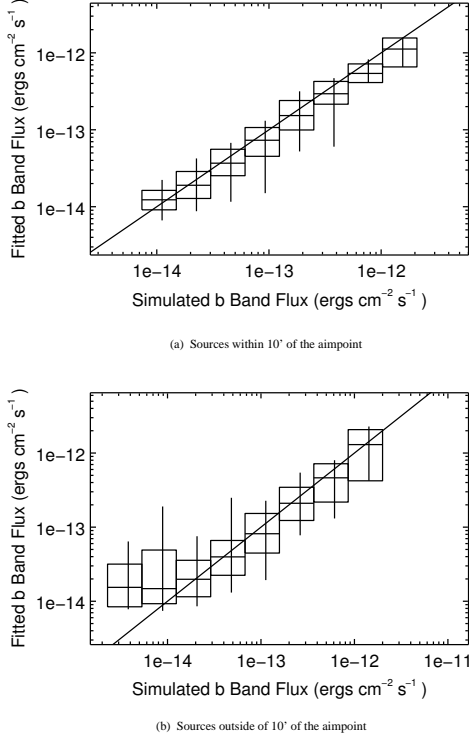 1e-12
1e-13
1e-14
Fitted b Band Flux (ergs cm⁻² s⁻¹ )
1e-14 1e-13 1e-12
Simulated b Band Flux (ergs cm⁻² s⁻¹ )
(a) Sources within 10' of the aimpoint
1e-12
1e-13
1e-14
Fitted b Band Flux (ergs cm⁻² s⁻¹ )
1e-14 1e-13 1e-12 1e-11
Simulated b Band Flux (ergs cm⁻² s⁻¹ )
(b) Sources outside of 10' of the aimpoint